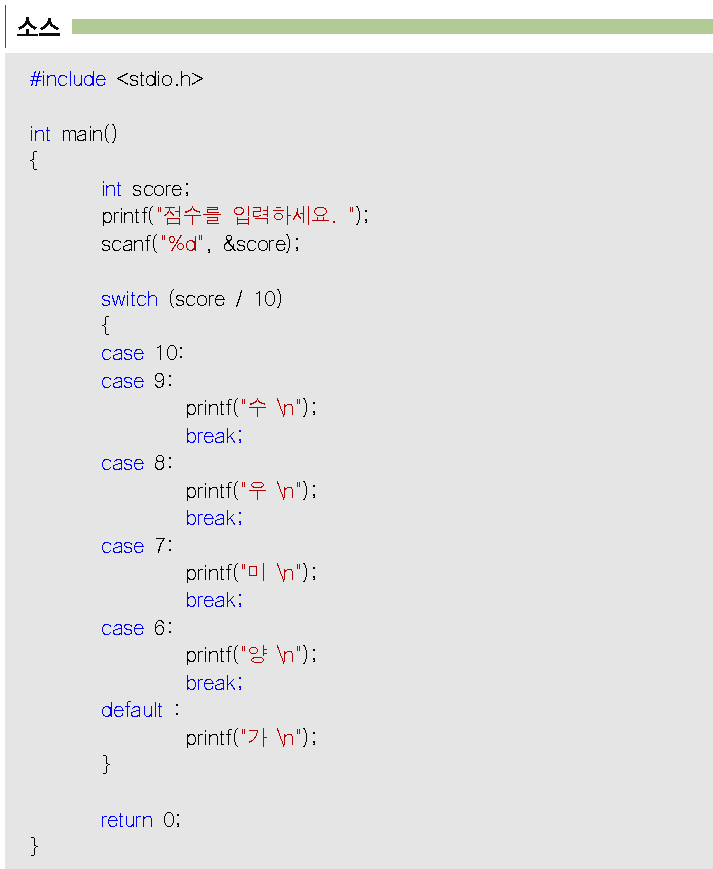 소스
#include <stdio.h>
int main()
{
int score;
printf("점수를 입력하세요. ");
scanf("%d", &score);
switch (score / 10)
{
case 10:
case 9:
printf("수 \n");
break;
case 8:
printf("우 \n");
break;
case 7:
printf("미 \n");
break;
case 6:
printf("양 \n");
break;
default :
printf("가 \n");
}
return 0;
}